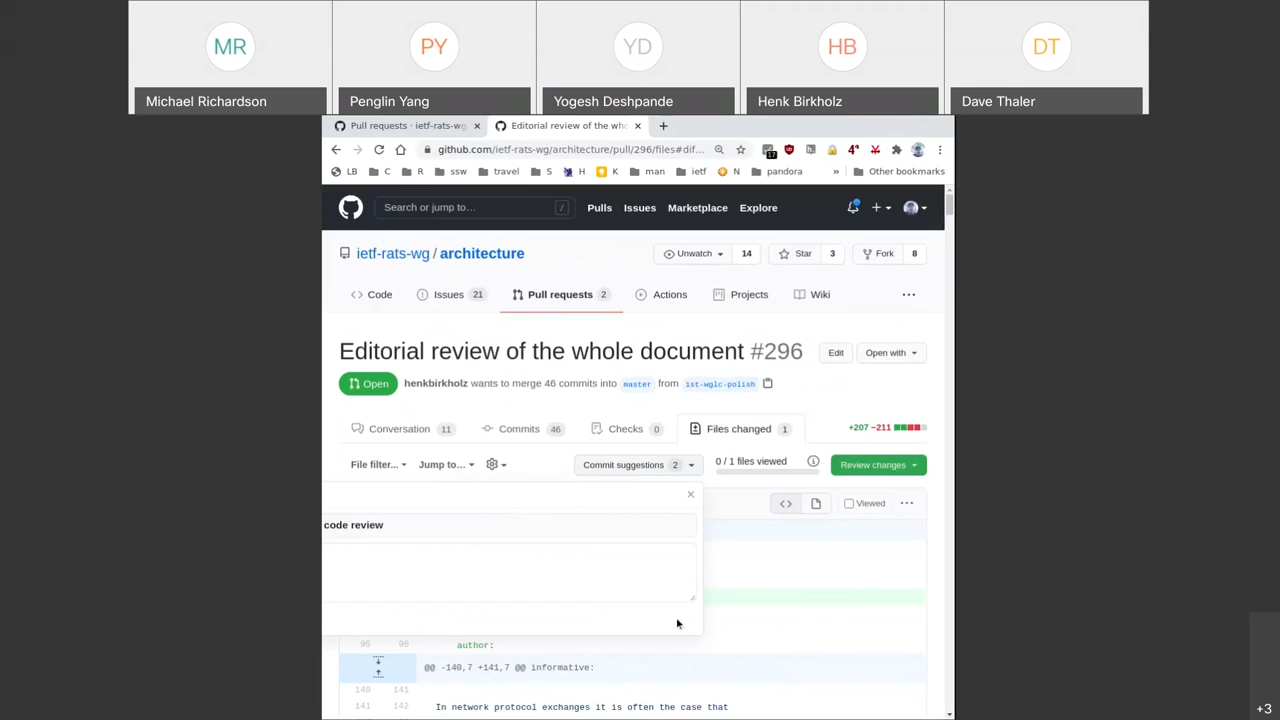 MR
PY
YD
HB
DT
Michael Richardson
Penglin Yang
Yogesh Deshpande
Henk Birkholz
Dave Thaler
Pull requests · ietf-rats-wg
Editorial review of the who
github.com/ietf-rats-wg/architecture/pull/296/files#dif...
17
LB
C
R
ssw
travel
S
H
K
man
ietf
N
pandora
»
Other bookmarks
Search or jump to...
/
Pulls
Issues
Marketplace
Explore
ietf-rats-wg / architecture
Unwatch
14
Star
3
Fork
8
Code
Issues
21
Pull requests
2
Actions
Projects
Wiki
Editorial review of the whole document #296
Edit
Open with
Open
henkbirkholz wants to merge 46 commits into master from 1st-wglc-polish
Conversation 11
Commits 46
Checks 0
Files changed 1
+207 −211
File filter...
Jump to...
Commit suggestions 2
0 / 1 files viewed
Review changes
Viewed
code review
95 96 author:
@@ -140,7 +141,7 @@ informative:
140 141
141 142 In network protocol exchanges it is often the case that
+3